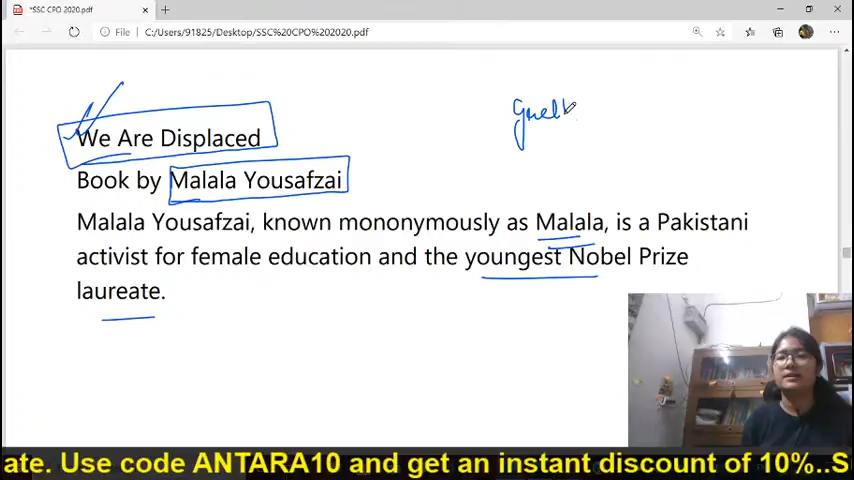 *SSC CPO 2020.pdf
File
C:/Users/91825/Desktop/SSC%20CPO%202020.pdf
We Are Displaced
Book by Malala Yousafzai
Malala Yousafzai, known mononymously as Malala, is a Pakistani
activist for female education and the youngest Nobel Prize
laureate.
ate. Use code ANTARA10 and get an instant discount of 10%..S